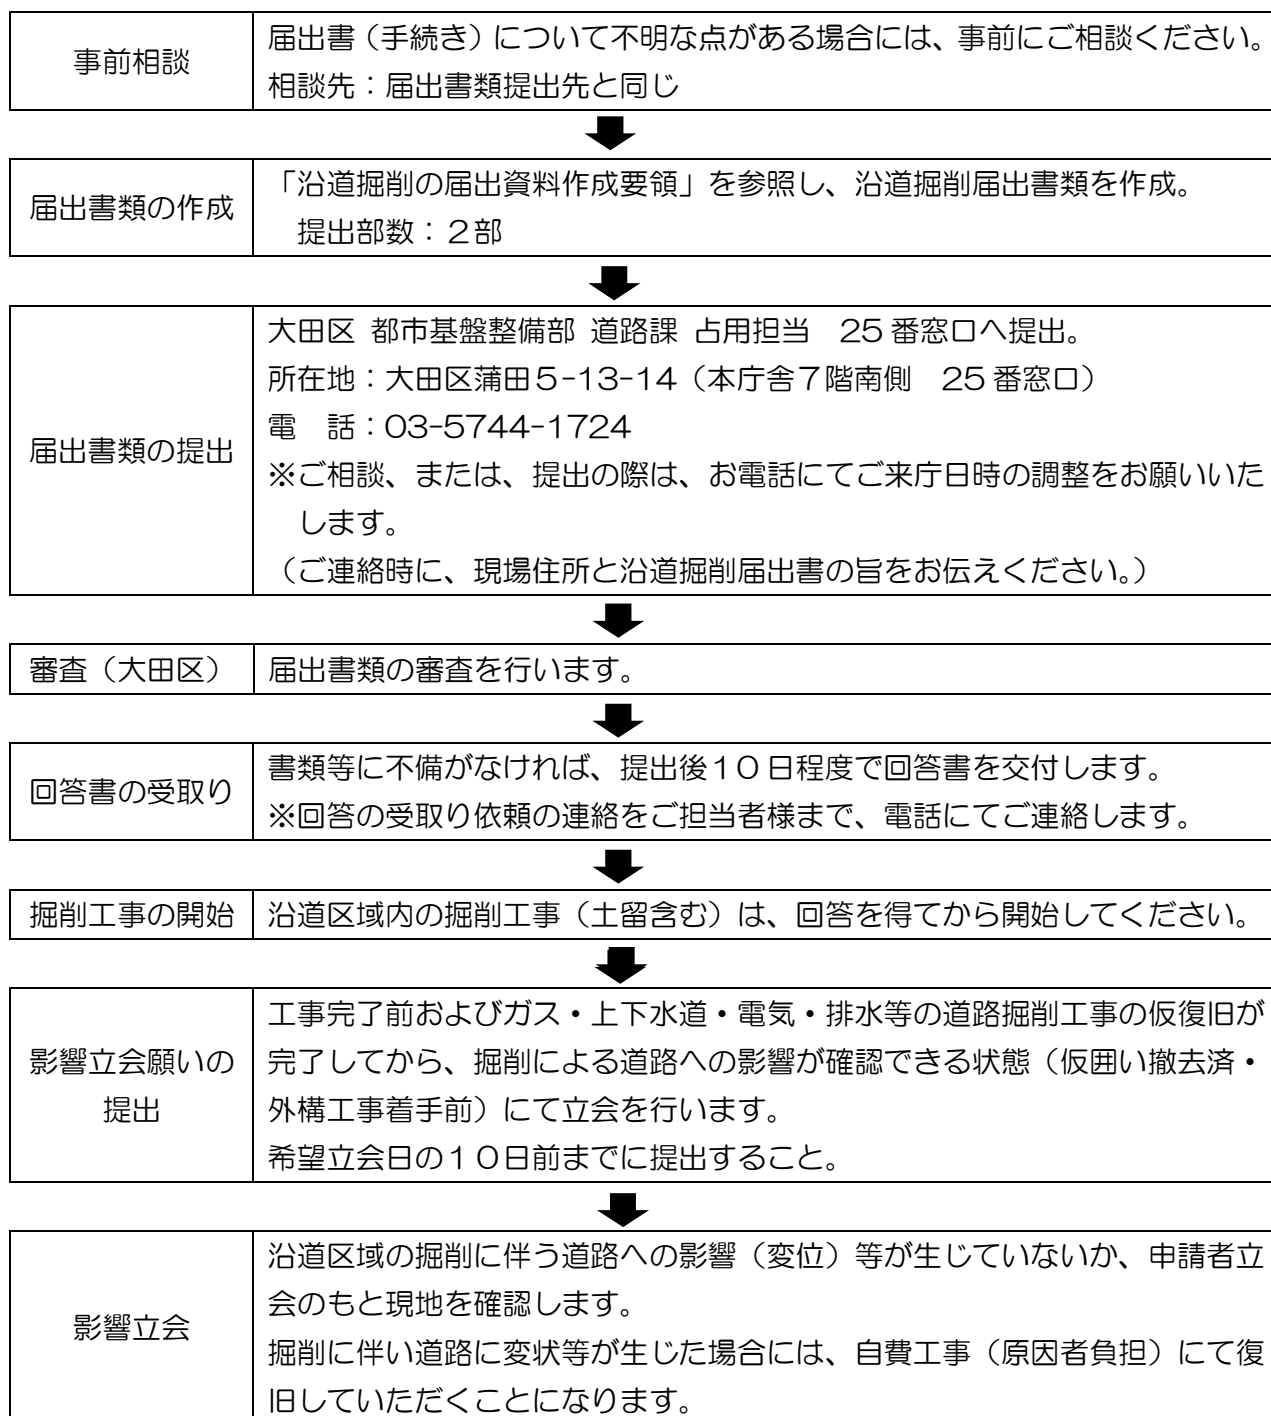 事前相談
届出書（手続き）について不明な点がある場合には、事前にご相談ください。
相談先：届出書類提出先と同じ
届出書類の作成
「沿道掘削の届出資料作成要領」を参照し、沿道掘削届出書類を作成。
提出部数：２部
届出書類の提出
大田区 都市基盤整備部 道路課 占用担当　25番窓口へ提出。
所在地：大田区蒲田５-13-14（本庁舎７階南側　25番窓口）
電　話：03-5744-1724
※ご相談、または、提出の際は、お電話にてご来庁日時の調整をお願いいた
します。
（ご連絡時に、現場住所と沿道掘削届出書の旨をお伝えください。）
審査（大田区）
届出書類の審査を行います。
回答書の受取り
書類等に不備がなければ、提出後１０日程度で回答書を交付します。
※回答の受取り依頼の連絡をご担当者様まで、電話にてご連絡します。
掘削工事の開始
沿道区域内の掘削工事（土留含む）は、回答を得てから開始してください。
影響立会願いの
提出
工事完了前およびガス・上下水道・電気・排水等の道路掘削工事の仮復旧が
完了してから、掘削による道路への影響が確認できる状態（仮囲い撤去済・
外構工事着手前）にて立会を行います。
希望立会日の１０日前までに提出すること。
影響立会
沿道区域の掘削に伴う道路への影響（変位）等が生じていないか、申請者立
会のもと現地を確認します。
掘削に伴い道路に変状等が生じた場合には、自費工事（原因者負担）にて復
旧していただくことになります。